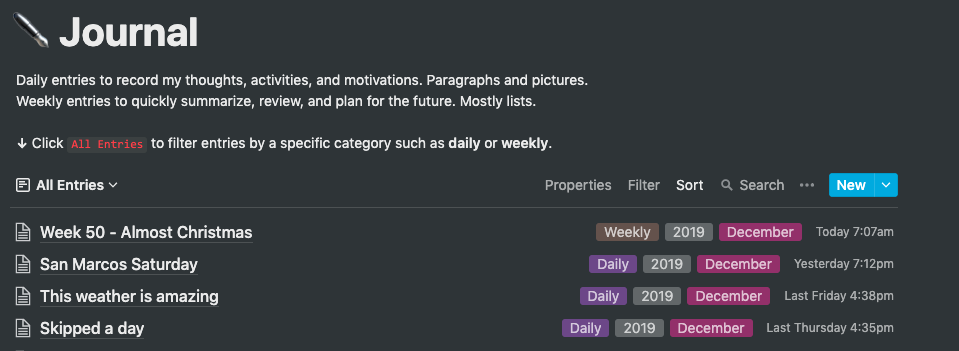 Journal
Daily entries to record my thoughts, activities, and motivations. Paragraphs and pictures.
Weekly entries to quickly summarize, review, and plan for the future. Mostly lists.
↓ Click All Entries to filter entries by a specific category such as daily or weekly.
All Entries Properties Filter Sort Search ••• New
Week 50 - Almost Christmas Weekly 2019 December Today 7:07am
San Marcos Saturday Daily 2019 December Yesterday 7:12pm
This weather is amazing Daily 2019 December Last Friday 4:38pm
Skipped a day Daily 2019 December Last Thursday 4:35pm